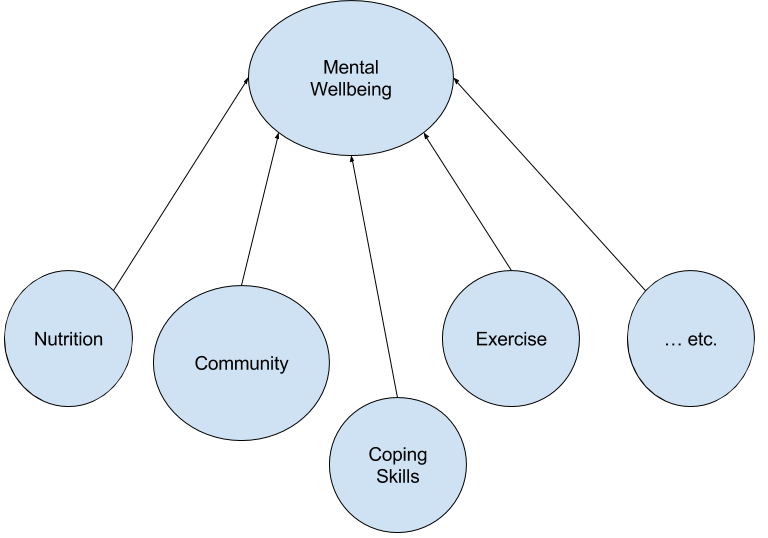 Mental
Wellbeing
Nutrition
Community
Coping
Skills
Exercise
... etc.